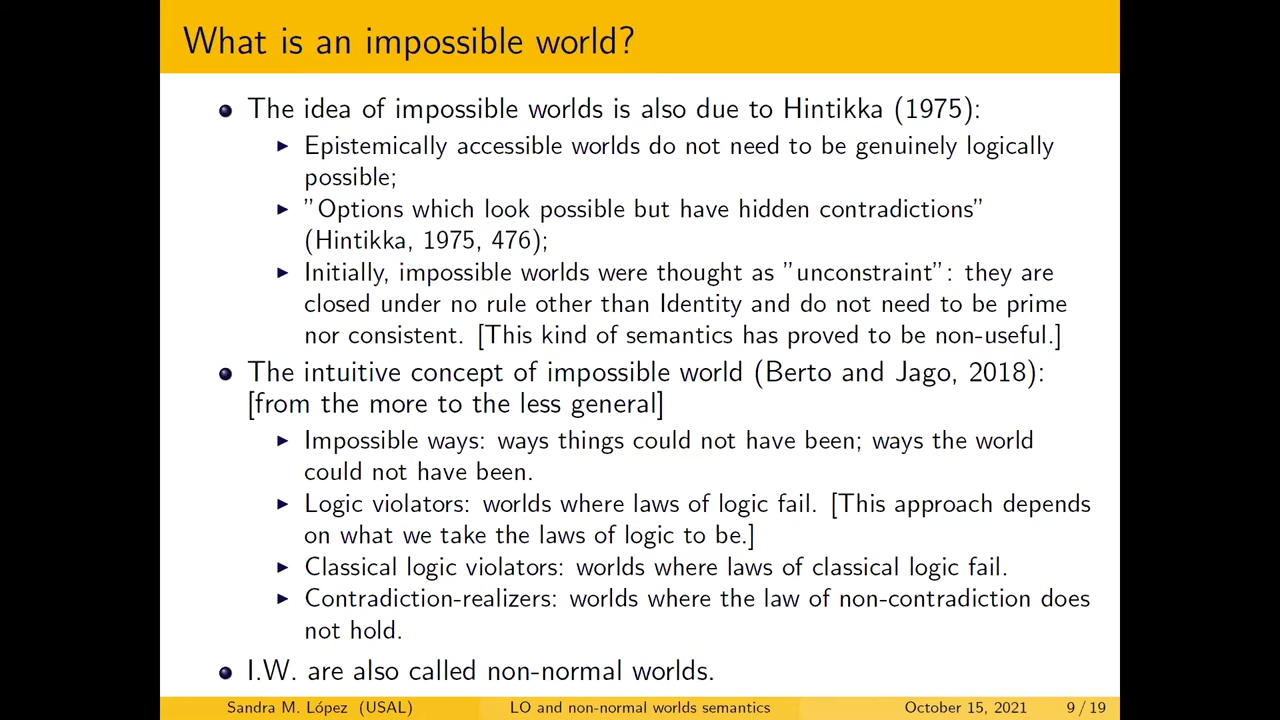 What is an impossible world?
The idea of impossible worlds is also due to Hintikka (1975):
Epistemically accessible worlds do not need to be genuinely logically
possible;
”Options which look possible but have hidden contradictions”
(Hintikka, 1975, 476);
Initially, impossible worlds were thought as ”unconstraint”: they are
closed under no rule other than Identity and do not need to be prime
nor consistent. [This kind of semantics has proved to be non-useful.]
The intuitive concept of impossible world (Berto and Jago, 2018):
[from the more to the less general]
Impossible ways: ways things could not have been; ways the world
could not have been.
Logic violators: worlds where laws of logic fail. [This approach depends
on what we take the laws of logic to be.]
Classical logic violators: worlds where laws of classical logic fail.
Contradiction-realizers: worlds where the law of non-contradiction does
not hold.
I.W. are also called non-normal worlds.
Sandra M. López (USAL) LO and non-normal worlds semantics October 15, 2021 9 / 19